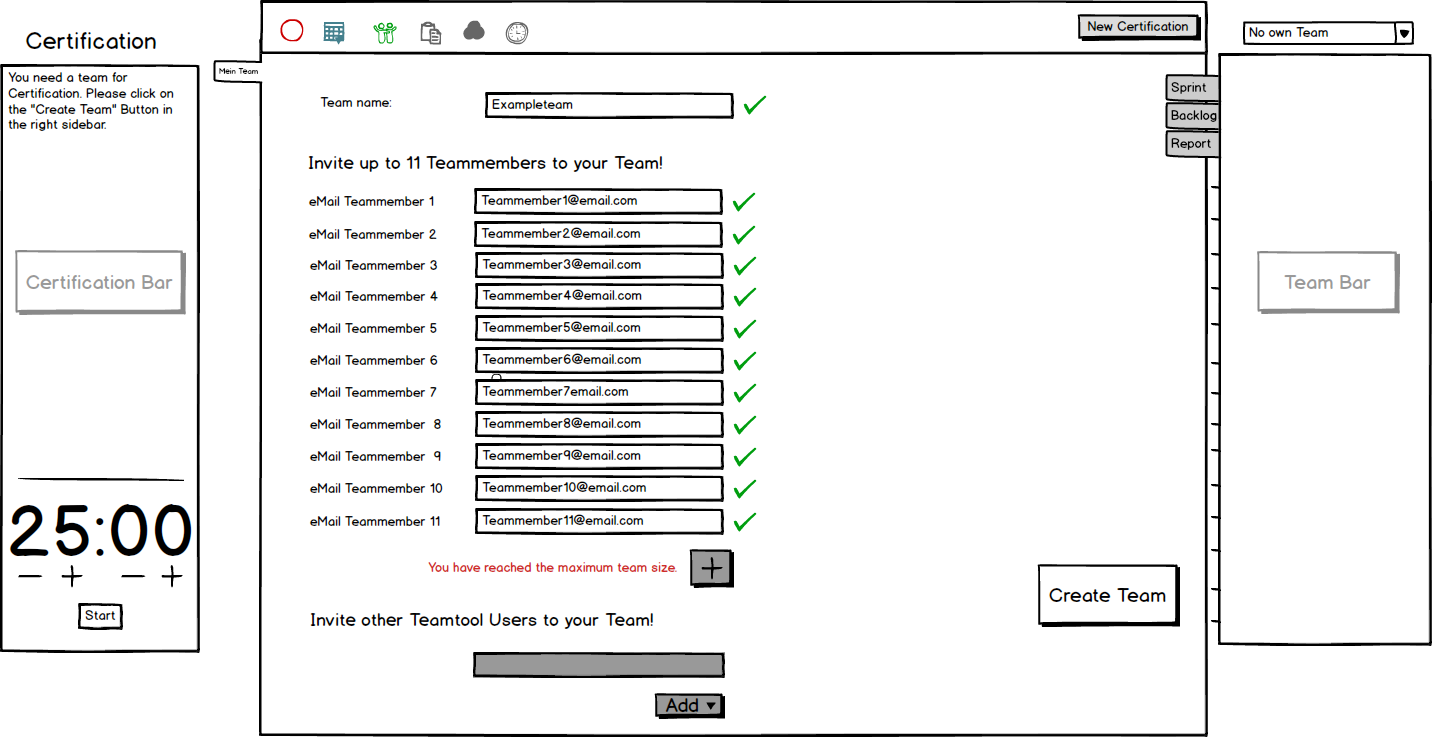 Certification
You need a team for
Certification. Please click on
the "Create Team" Button in
the right sidebar.
Certification Bar
25:00
− + − +
Start
New Certification
Mein Team
Team name:
Exampleteam
Invite up to 11 Teammembers to your Team!
eMail Teammember 1 Teammember1@email.com
eMail Teammember 2 Teammember2@email.com
eMail Teammember 3 Teammember3@email.com
eMail Teammember 4 Teammember4@email.com
eMail Teammember 5 Teammember5@email.com
eMail Teammember 6 Teammember6@email.com
eMail Teammember 7 Teammember7email.com
eMail Teammember 8 Teammember8@email.com
eMail Teammember 9 Teammember9@email.com
eMail Teammember 10 Teammember10@email.com
eMail Teammember 11 Teammember11@email.com
You have reached the maximum team size. +
Invite other Teamtool Users to your Team!
Add
Create Team
No own Team
Sprint
Backlog
Report
Team Bar